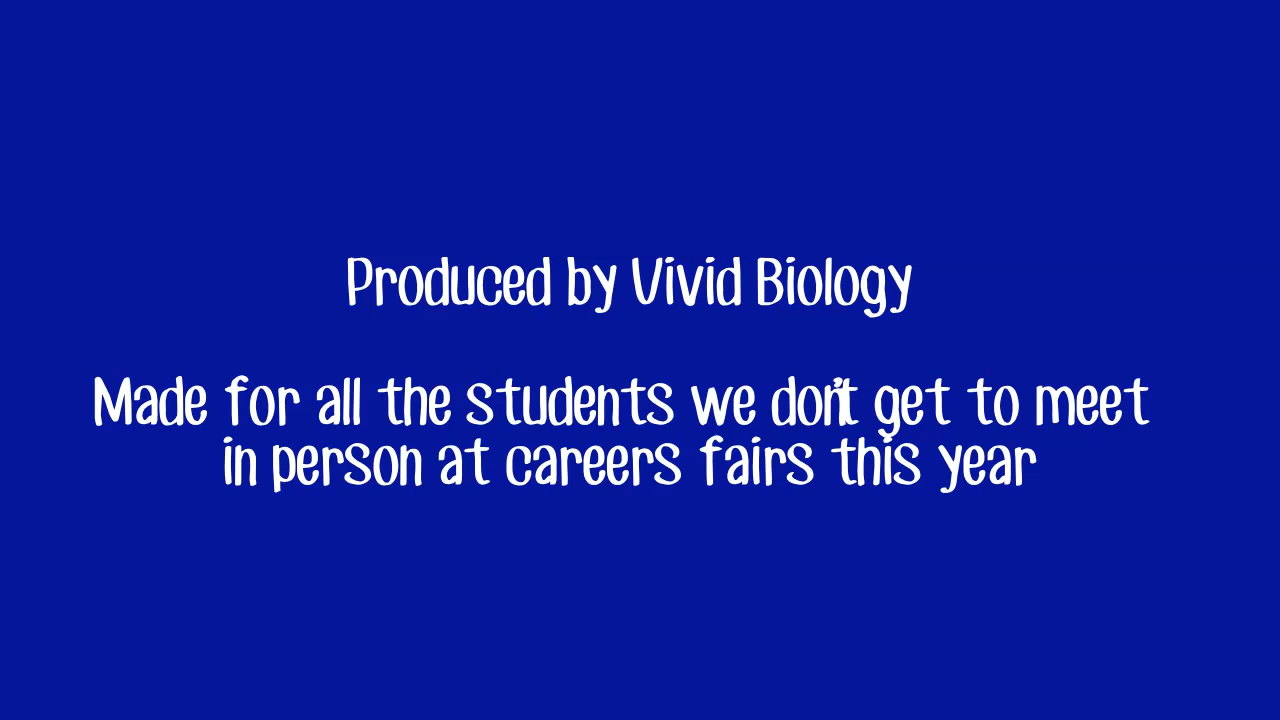 Produced by Vivid Biology
Made for all the students we don't get to meet
in person at careers fairs this year